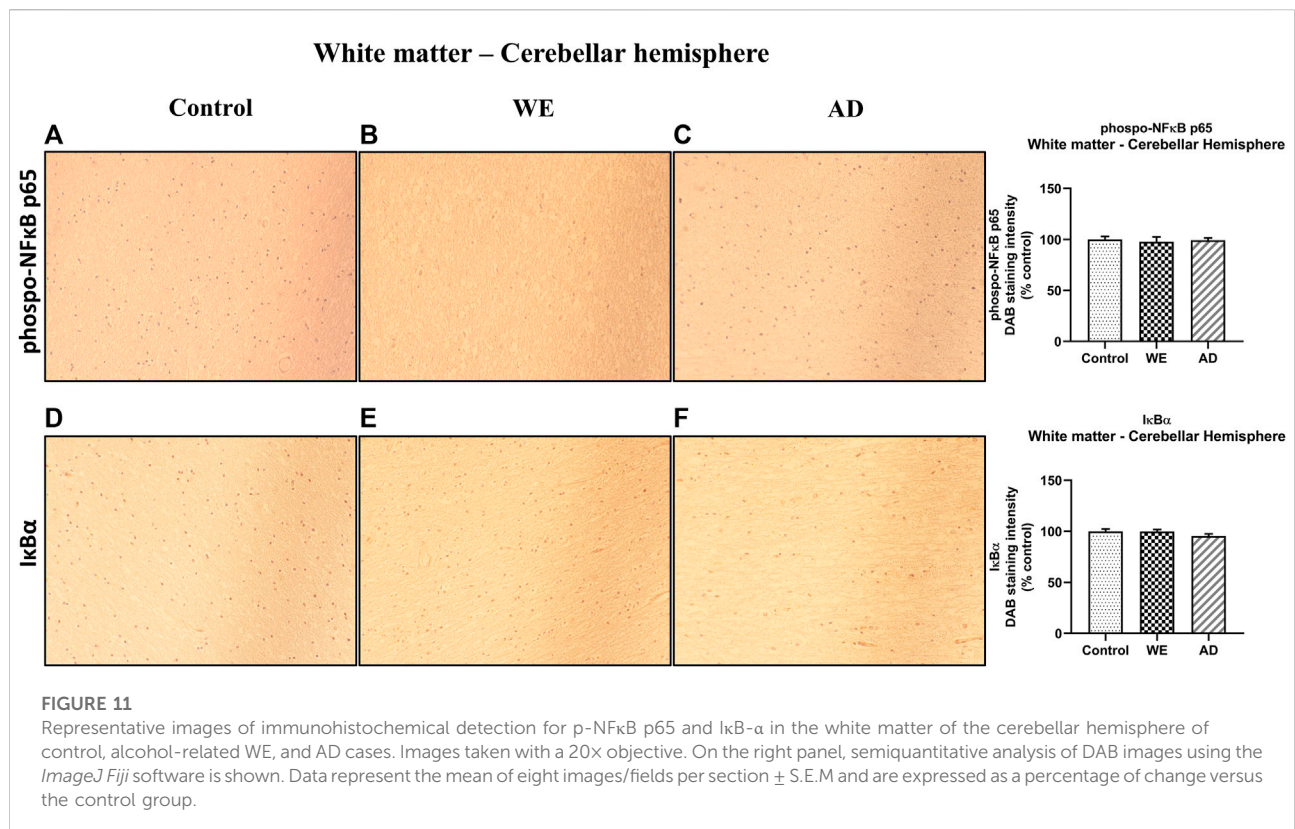 White matter – Cerebellar hemisphere
Control
WE
AD
A
B
C
phospo-NFκB p65
D
E
F
IκBα
phospo-NFκB p65
White matter - Cerebellar Hemisphere
phospo-NFκB p65
DAB staining intensity
(% control)
150
100
50
0
Control WE AD
IκBα
White matter - Cerebellar Hemisphere
IκBα
DAB staining intensity
(% control)
150
100
50
0
Control WE AD
FIGURE 11
Representative images of immunohistochemical detection for p-NFκB p65 and IκB-α in the white matter of the cerebellar hemisphere of
control, alcohol-related WE, and AD cases. Images taken with a 20× objective. On the right panel, semiquantitative analysis of DAB images using the
ImageJ Fiji software is shown. Data represent the mean of eight images/fields per section ± S.E.M and are expressed as a percentage of change versus
the control group.